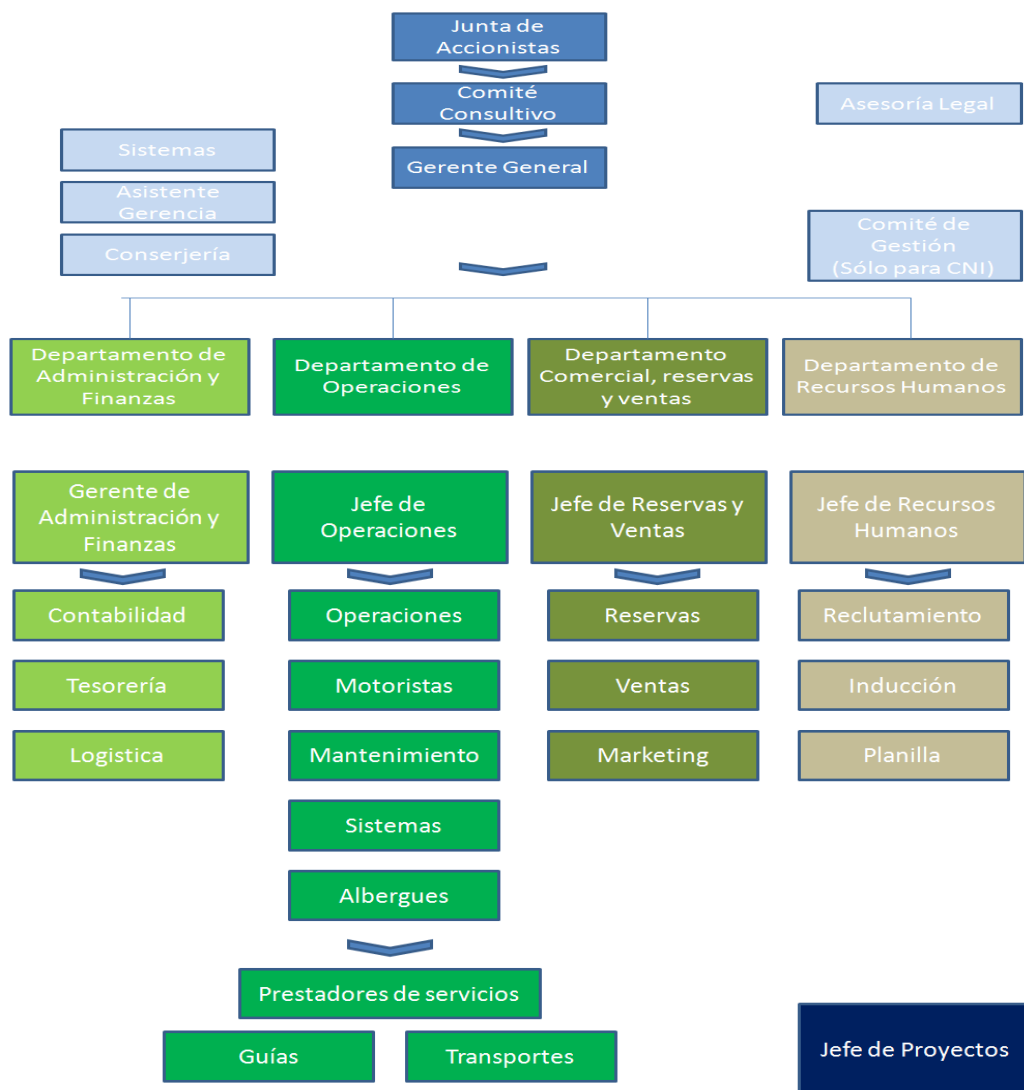 Junta de
Accionistas
Comité
Consultivo
Asesoría Legal
Sistemas
Gerente General
Asistente
Gerencia
Conserjería
Comité de
Gestión
(Sólo para CNI)
Departamento de
Administración y
Finanzas
Departamento de
Operaciones
Departamento
Comercial, reservas
y ventas
Departamento de
Recursos Humanos
Gerente de
Administración y
Finanzas
Jefe de
Operaciones
Jefe de Reservas y
Ventas
Jefe de Recursos
Humanos
Contabilidad
Operaciones
Reservas
Reclutamiento
Tesorería
Motoristas
Ventas
Inducción
Logistica
Mantenimiento
Marketing
Planilla
Sistemas
Albergues
Prestadores de servicios
Guías
Transportes
Jefe de Proyectos